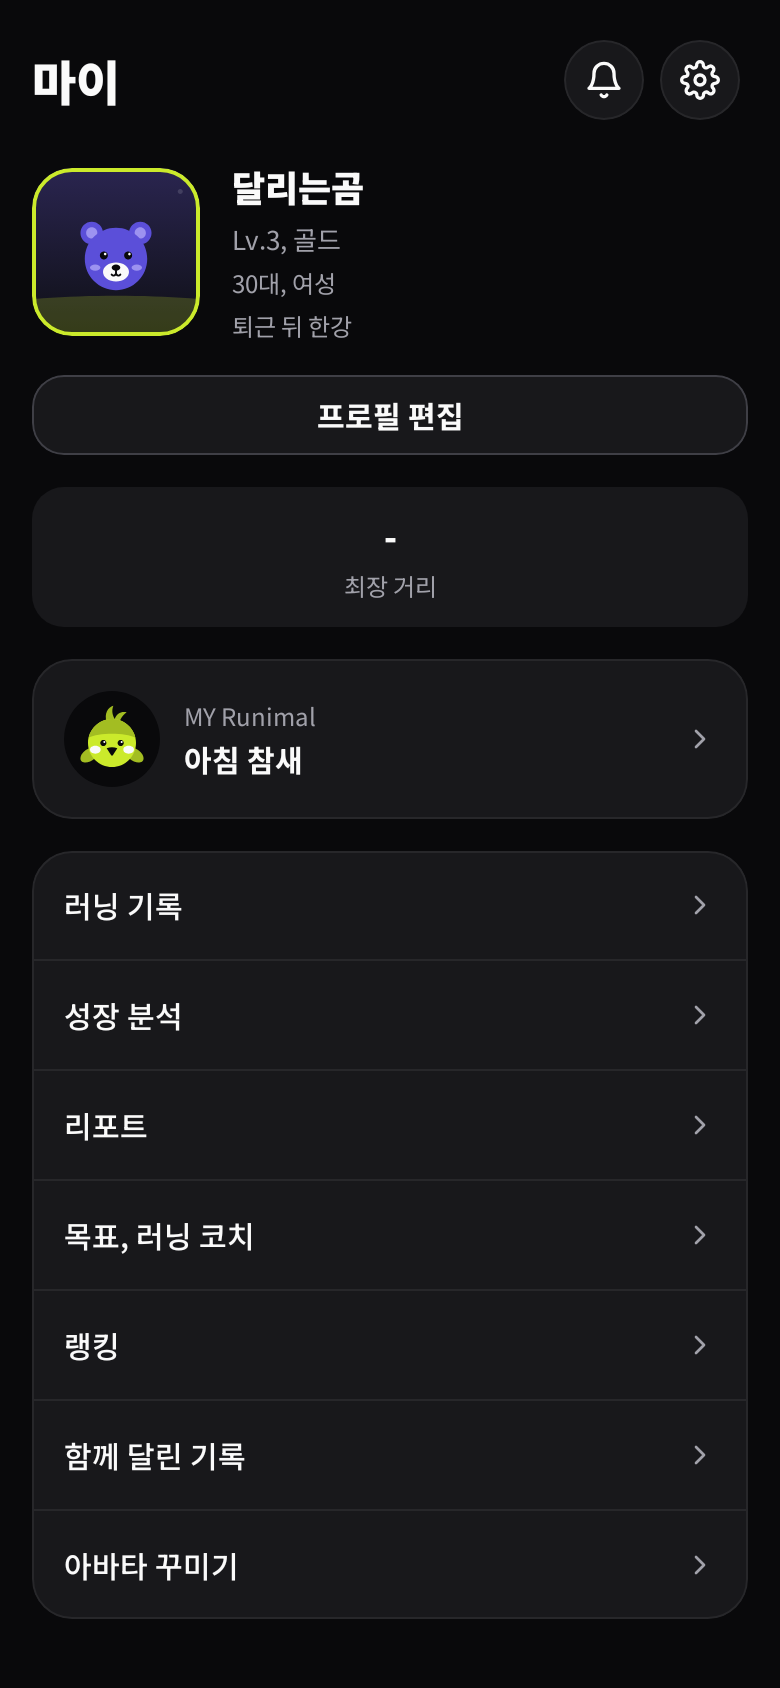 마이
달리는곰
Lv.3, 골드
30대, 여성
퇴근 뒤 한강
프로필 편집
-
최장 거리
MY Runimal
아침 참새
러닝 기록
성장 분석
리포트
목표, 러닝 코치
랭킹
함께 달린 기록
아바타 꾸미기